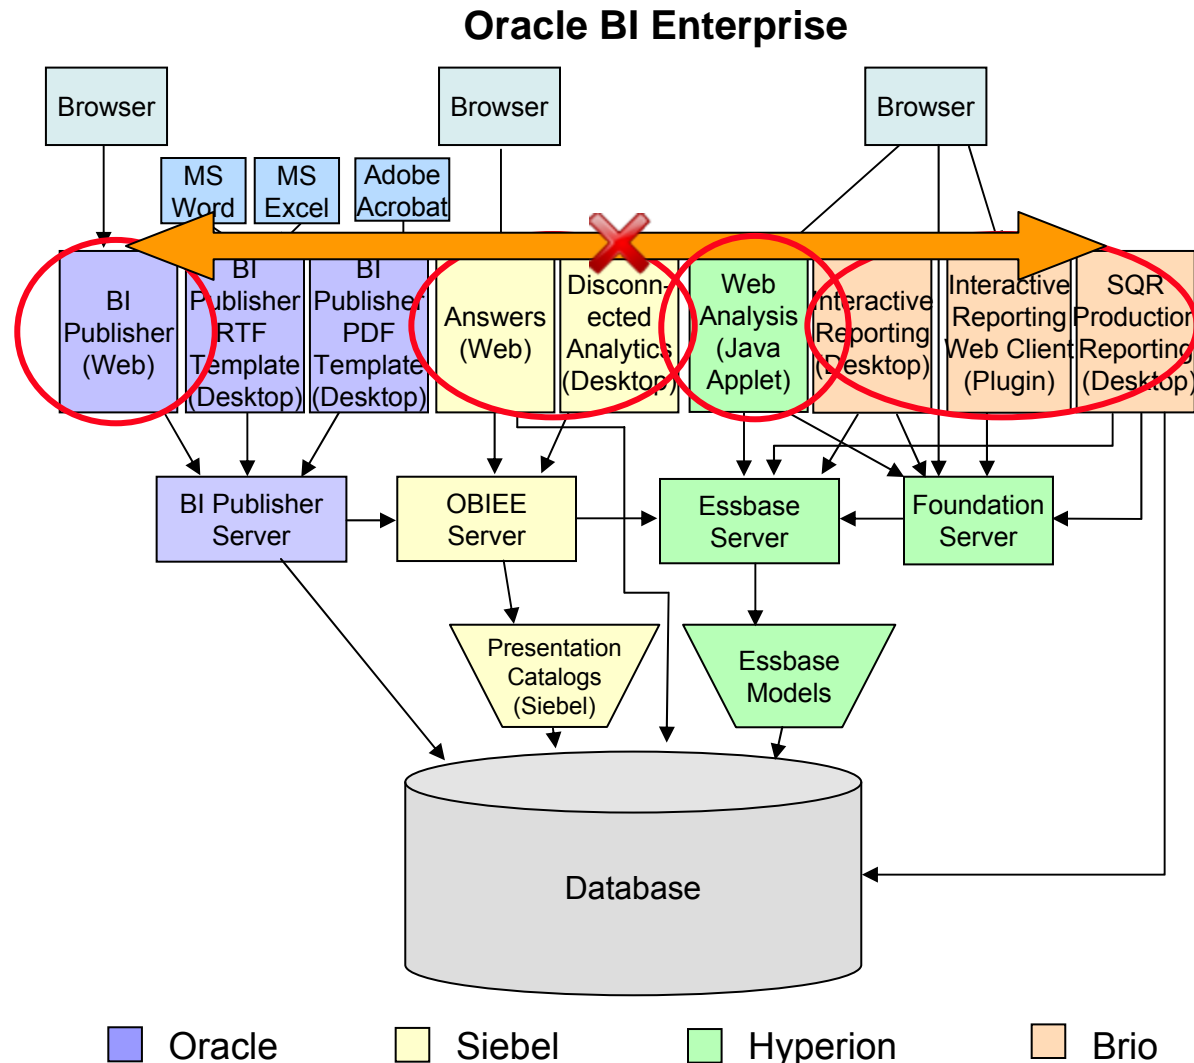 Oracle BI Enterprise
Browser
Browser
Browser
MS
Word
MS
Excel
Adobe
Acrobat
BI
Publisher
(Web)
BI
Publisher
RTF
Template
(Desktop)
BI
Publisher
PDF
Template
(Desktop)
Answers
(Web)
Disconn-
ected
Analytics
(Desktop)
Web
Analysis
(Java
Applet)
Interactive
Reporting
(Desktop)
Interactive
Reporting
Web Client
(Plugin)
SQR
Production
Reporting
(Desktop)
BI Publisher
Server
OBIEE
Server
Essbase
Server
Foundation
Server
Presentation
Catalogs
(Siebel)
Essbase
Models
Database
Oracle
Siebel
Hyperion
Brio